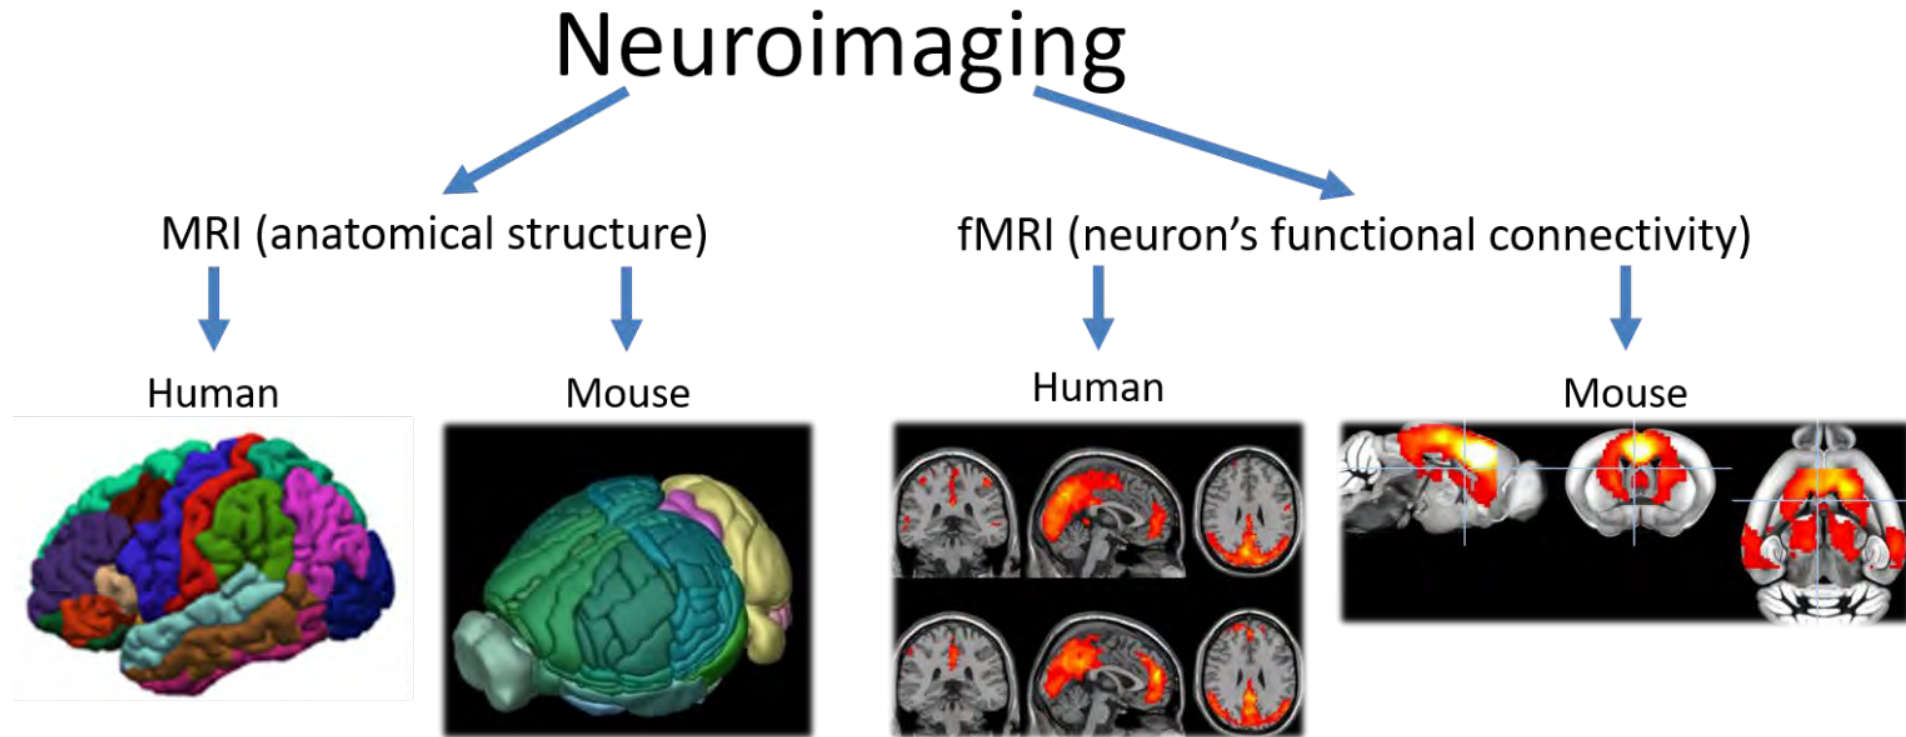 Neuroimaging
MRI (anatomical structure)
fMRI (neuron’s functional connectivity)
Human
Mouse
Human
Mouse